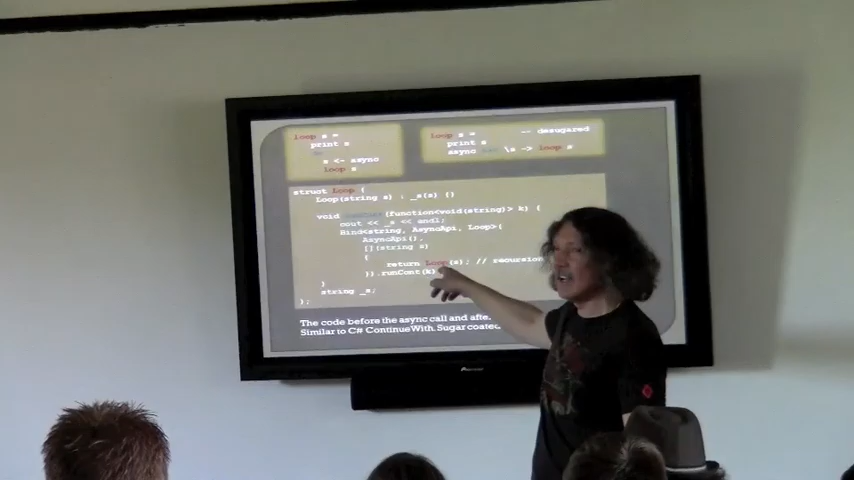 loop s =
print s
s <- async
loop s
loop s = -- desugared
print s
async \s -> loop s
struct Loop {
Loop(string s) : _s(s) {}
void (function<void(string)> k) {
cout << _s << endl;
Bind<string, AsyncApi, Loop>(
AsyncApi(),
[](string s)
{
return Loop(s); // recursion
}).runCont(k)
}
string _s;
};
The code before the async call and after
Similar to C# ContinueWith. Sugar coated
Pioneer